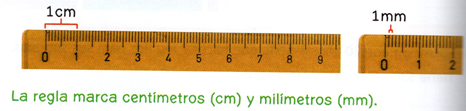 1cm
1mm
0 1 2 3 4 5 6 7 8 9
0 1 2
La regla marca centímetros (cm) y milímetros (mm).